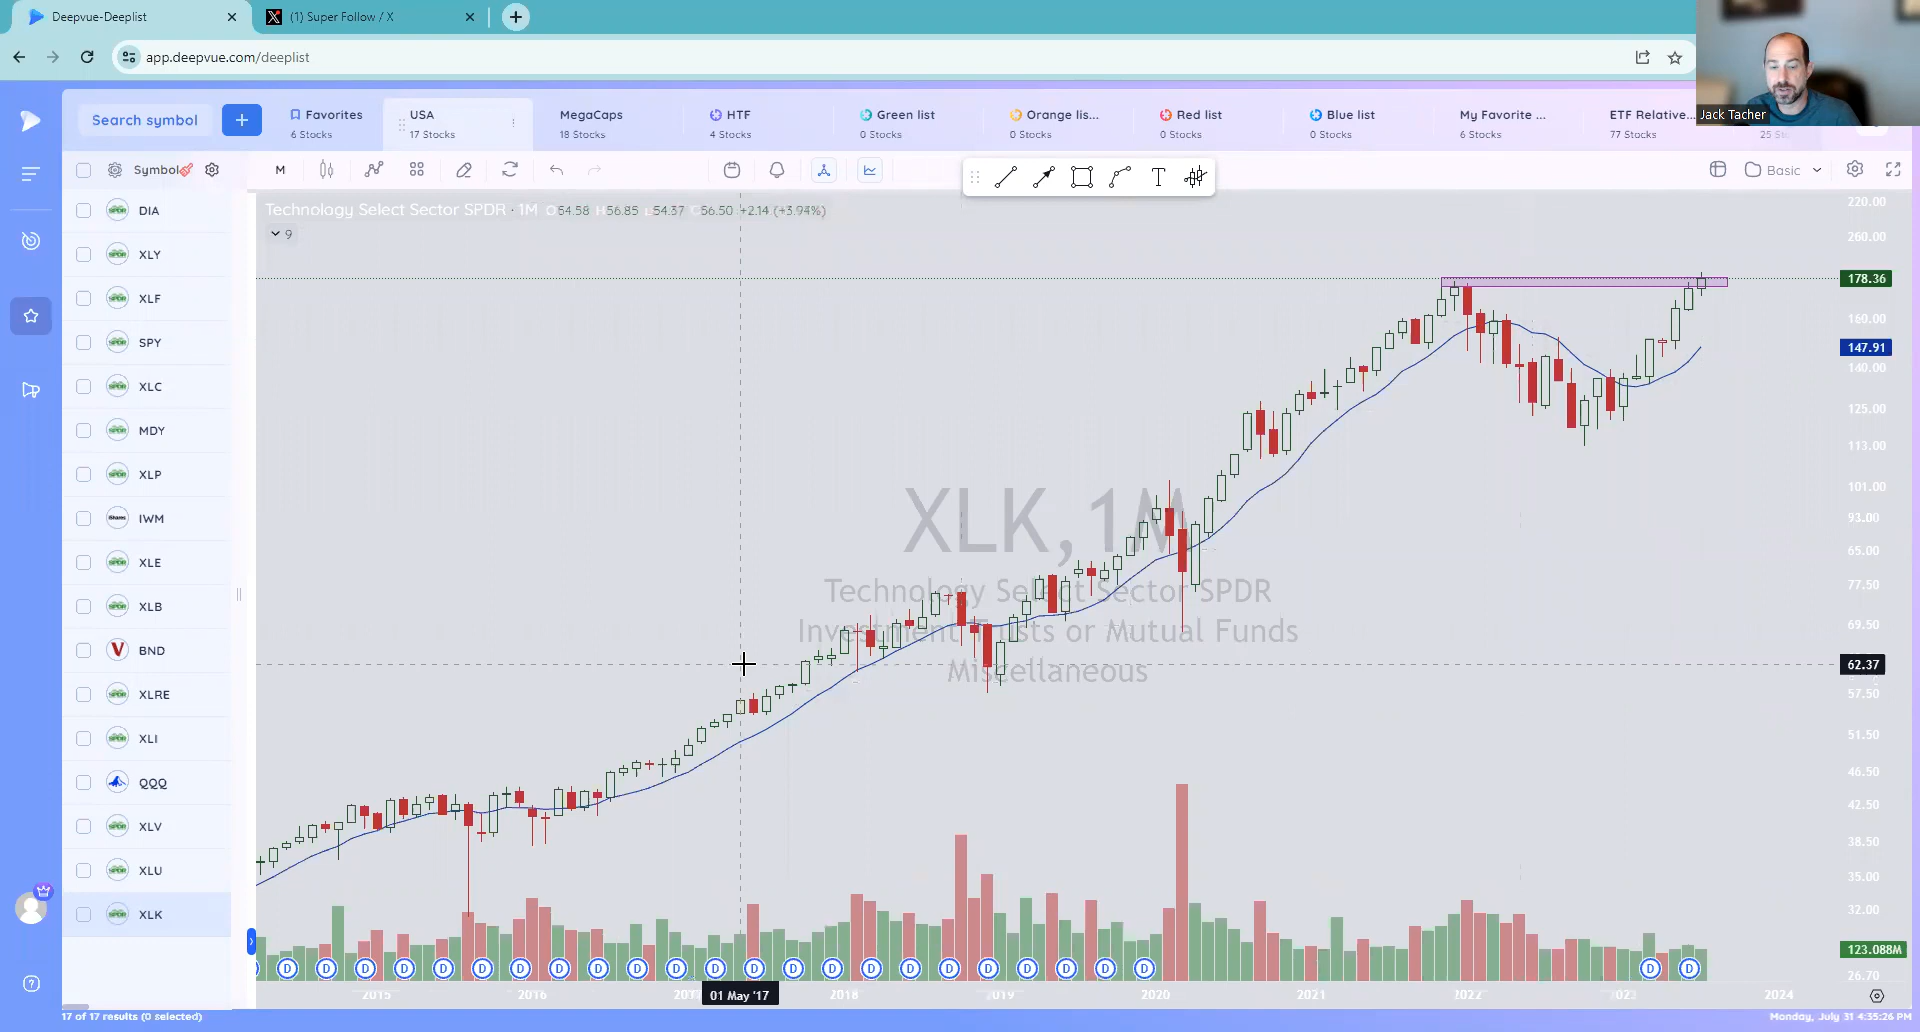 Deepvue-Deeplist
(1) Super Follow / X
app.deepvue.com/deeplist
Jack Tacher
Search symbol
+
Favorites
6 Stocks
USA
17 Stocks
MegaCaps
18 Stocks
HTF
4 Stocks
Green list
0 Stocks
Orange lis...
0 Stocks
Red list
0 Stocks
Blue list
0 Stocks
My Favorite ...
6 Stocks
ETF Relative...
77 Stocks
Symbol
M
T
Basic
DIA
XLY
XLF
SPY
XLC
MDY
XLP
IWM
XLE
XLB
BND
XLRE
XLI
QQQ
XLV
XLU
XLK
Technology Select Sector SPDR · 1M 54.58 56.85 54.37 56.50 +2.14 (+3.94%)
9
XLK, 1M
Technology Select Sector SPDR
Investment Trusts or Mutual Funds
Miscellaneous
220.00
260.00
178.36
160.00
147.91
140.00
125.00
113.00
101.00
93.00
65.00
77.50
69.50
62.37
57.50
51.50
46.50
42.50
38.50
35.00
32.00
123.088M
26.70
D D D D D D D D D D D D D D D D D D D D D D D D D
2015 2016 01 May '17 2018 2020 2021 2022 2024
17 of 17 results (0 selected)
Monday, July 31 4:35:26 PM